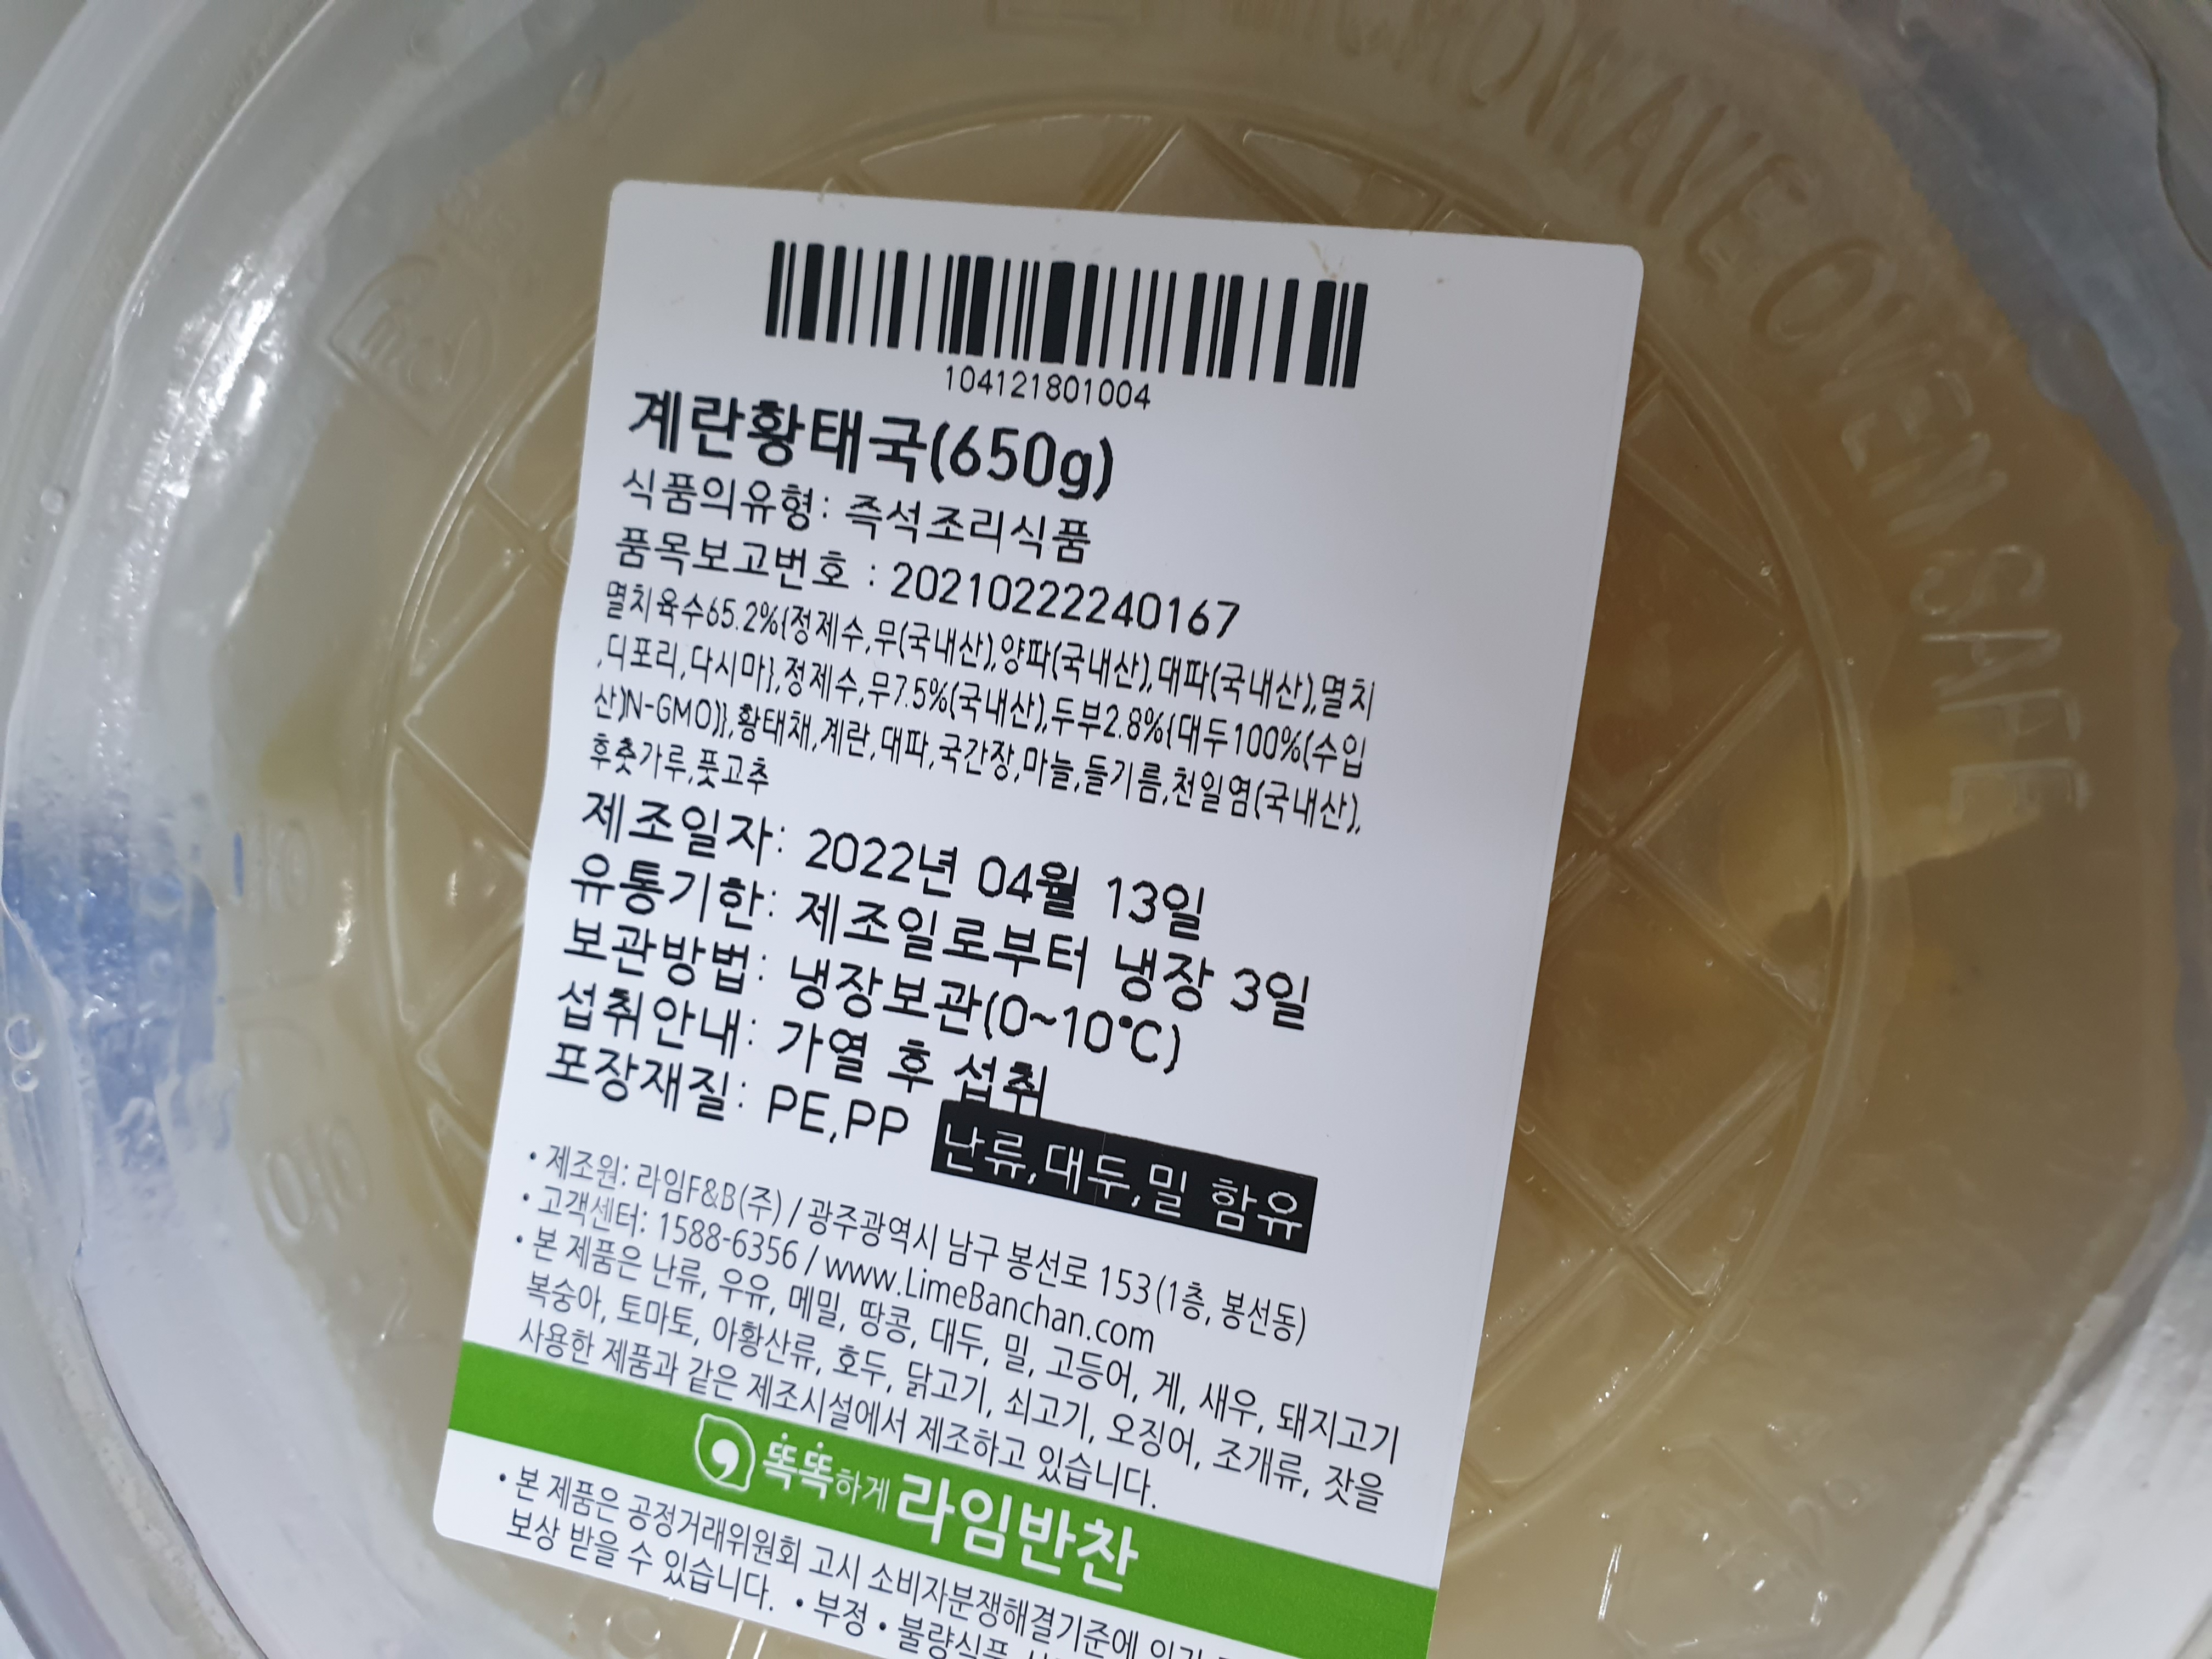 MICROWAVE OVEN SAFE
104121801004
계란황태국(650g)
식품의유형: 즉석조리식품
품목보고번호 : 20210222240167
멸치육수65.2%{정제수,무(국내산),양파(국내산),대파(국내산),멸치
,디포리,다시마},정제수,무7.5%(국내산),두부2.8%{대두100%(수입
산)N-GMO)},황태채,계란,대파,국간장,마늘,들기름,천일염(국내산),
후춧가루,풋고추
제조일자: 2022년 04월 13일
유통기한: 제조일로부터 냉장 3일
보관방법: 냉장보관(0~10℃)
섭취안내: 가열 후 섭취
포장재질: PE,PP 난류,대두,밀 함유
• 제조원: 라임F&B(주) / 광주광역시 남구 봉선로 153 (1층, 봉선동)
• 고객센터: 1588-6356 / www.LimeBanchan.com
• 본 제품은 난류, 우유, 메밀, 땅콩, 대두, 밀, 고등어, 게, 새우, 돼지고기
복숭아, 토마토, 아황산류, 호두, 닭고기, 쇠고기, 오징어, 조개류, 잣을
사용한 제품과 같은 제조시설에서 제조하고 있습니다.
똑똑하게 라임반찬
• 본 제품은 공정거래위원회 고시 소비자분쟁해결기준에
보상 받을 수 있습니다. • 부정 • 불량식품